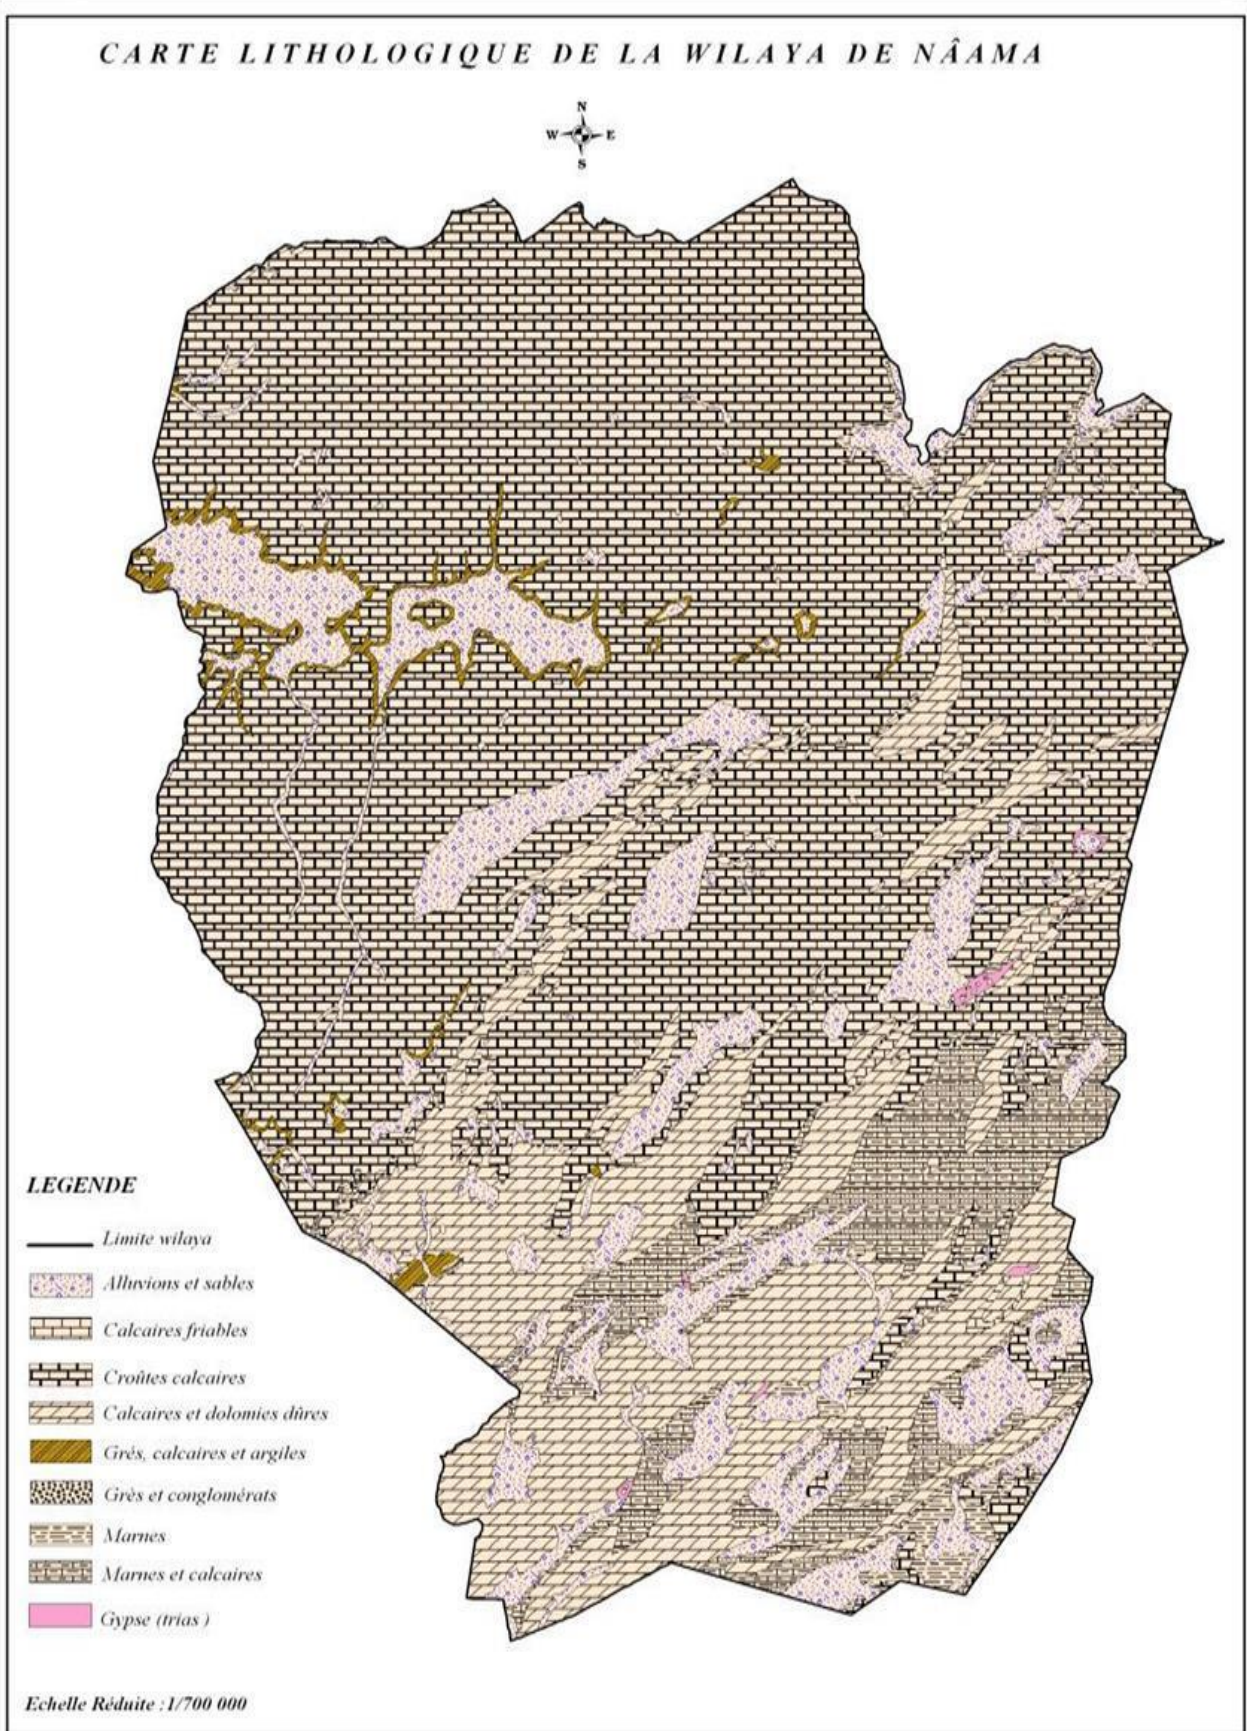 CARTE LITHOLOGIQUE DE LA WILAYA DE NÂAMA
N
W E
S
LEGENDE
Limite wilaya
Alluvions et sables
Calcaires friables
Croûtes calcaires
Calcaires et dolomies dûres
Grés, calcaires et argiles
Grès et conglomérats
Marnes
Marnes et calcaires
Gypse (trias )
Echelle Réduite : 1/700 000